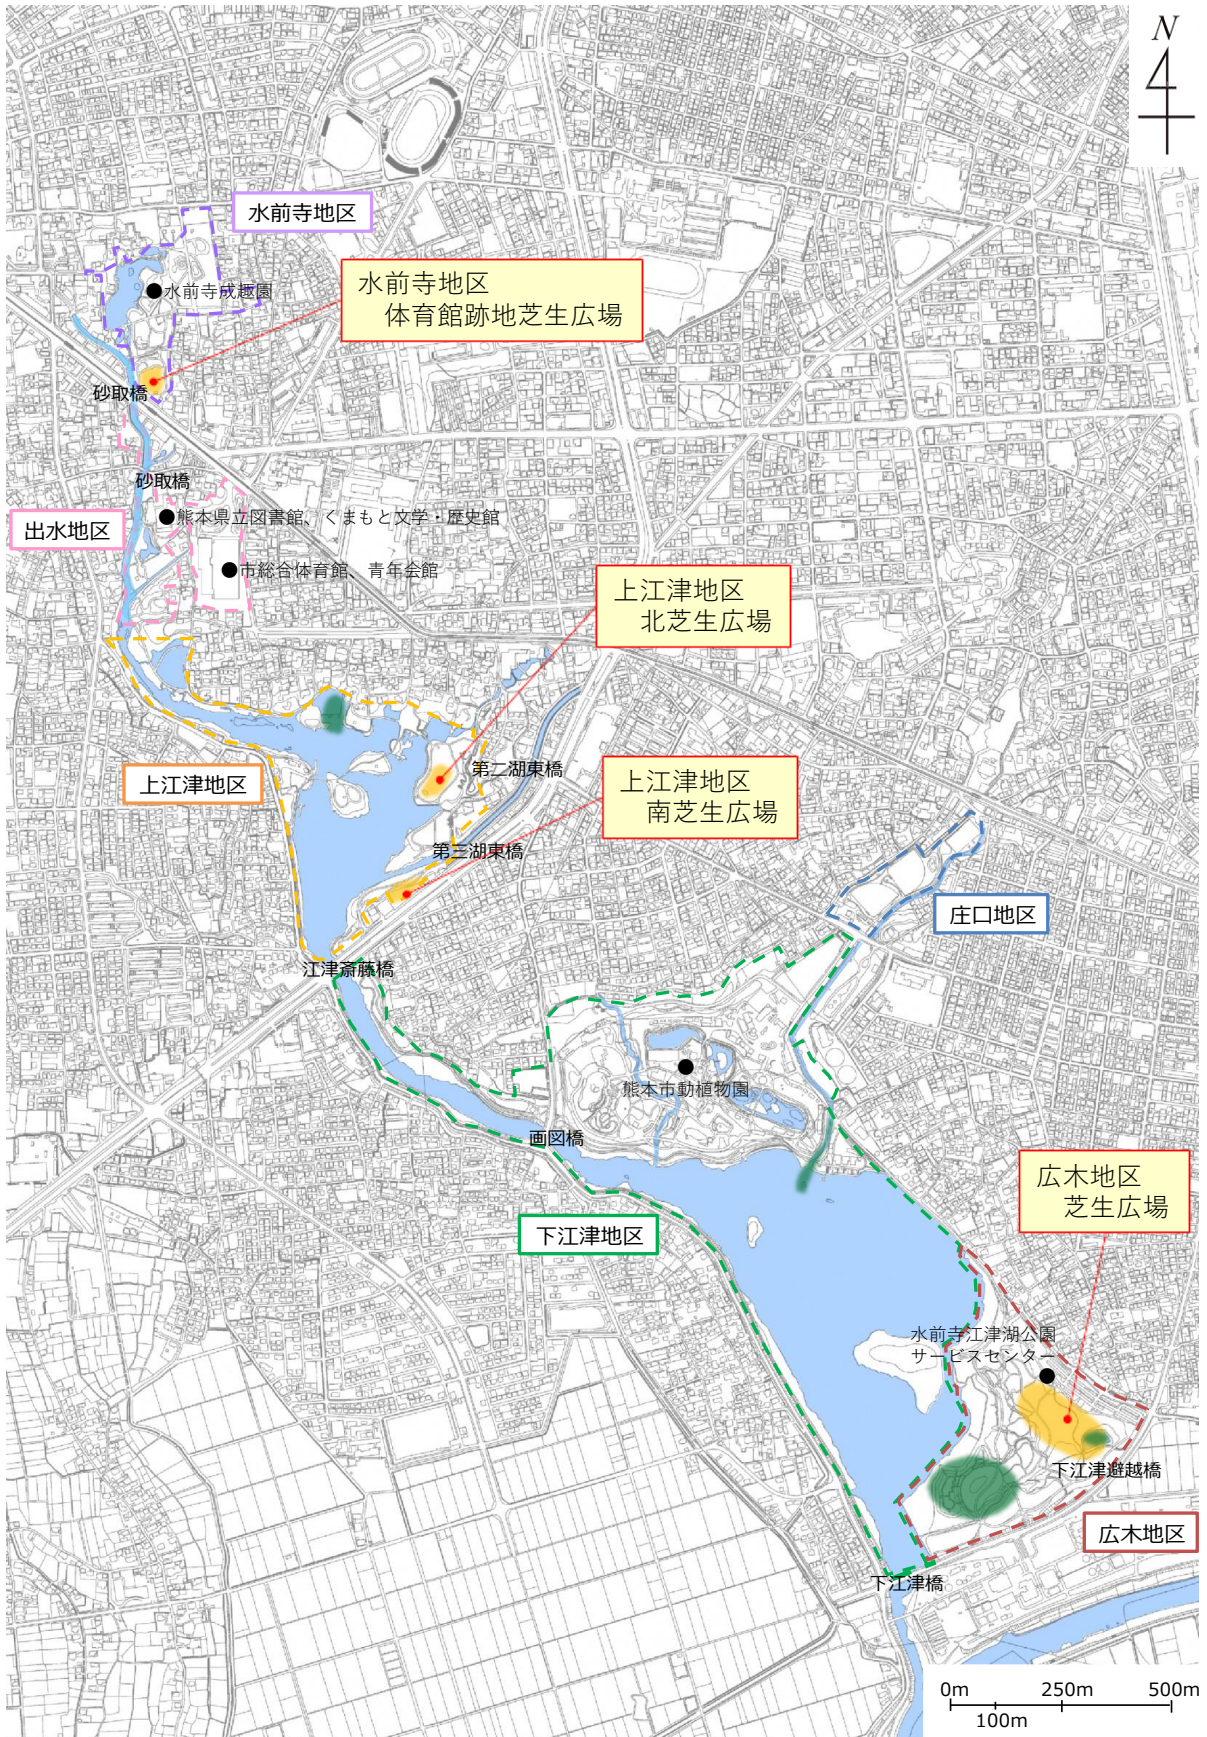 N
水前寺地区
水前寺地区
体育館跡地芝生広場
水前寺成趣園
砂取橋
砂取橋
出水地区
熊本県立図書館、くまもと文学・歴史館
市総合体育館、青年会館
上江津地区
北芝生広場
上江津地区
第二湖東橋
上江津地区
南芝生広場
第三湖東橋
庄口地区
江津斎藤橋
熊本市動植物園
画図橋
広木地区
芝生広場
下江津地区
水前寺江津湖公園
サービスセンター
下江津避越橋
広木地区
下江津橋
0m 250m 500m
100m